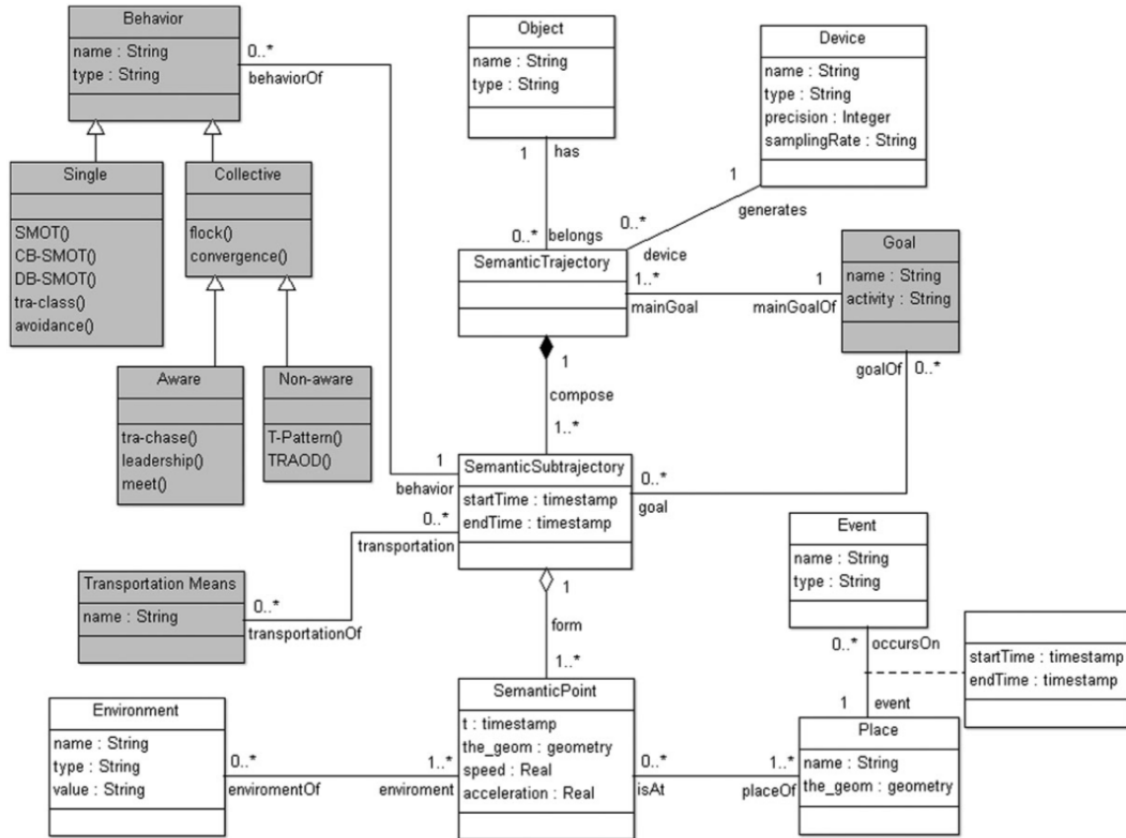 Behavior
name : String
type : String
0..*
behaviorOf
Object
name : String
type : String
1
has
Device
name : String
type : String
precision : Integer
samplingRate : String
1
generates
Single
SMOT()
CB-SMOT()
DB-SMOT()
tra-class()
avoidance()
Collective
flock()
convergence()
0..*
belongs
0..*
device
SemanticTrajectory
1..*
mainGoal
1
mainGoalOf
Goal
name : String
activity : String
goalOf
0..*
1
compose
1..*
Aware
tra-chase()
leadership()
meet()
Non-aware
T-Pattern()
TRAOD()
1
behavior
SemanticSubtrajectory
startTime : timestamp
endTime : timestamp
0..*
goal
0..*
transportation
Transportation Means
name : String
0..*
transportationOf
1
form
1..*
Event
name : String
type : String
0..*
occursOn
startTime : timestamp
endTime : timestamp
1
event
Environment
name : String
type : String
value : String
0..*
enviromentOf
1..*
enviroment
SemanticPoint
t : timestamp
the_geom : geometry
speed : Real
acceleration : Real
0..*
isAt
1..*
placeOf
Place
name : String
the_geom : geometry